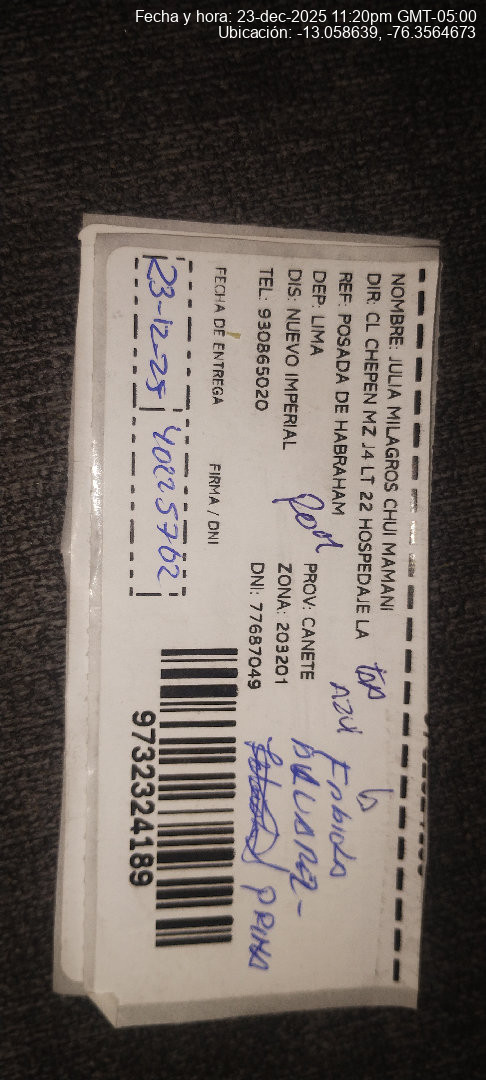 Fecha y hora: 23-dec-2025 11:20pm GMT-05:00
Ubicación: -13.058639, -76.3564673
NOMBRE: JULIA MILAGROS CHUI MAMANI
DIR: CL CHEPEN MZ J4 LT 22 HOSPEDAJE LA
REF: POSADA DE HABRAHAM
DEP: LIMA PROV: CANETE
DIS: NUEVO IMPERIAL ZONA: 203201
TEL: 930865020 DNI: 77687049
AZUL
PRIMA
FECHA DE ENTREGA FIRMA / DNI
23-12-25 40225762
9732324189